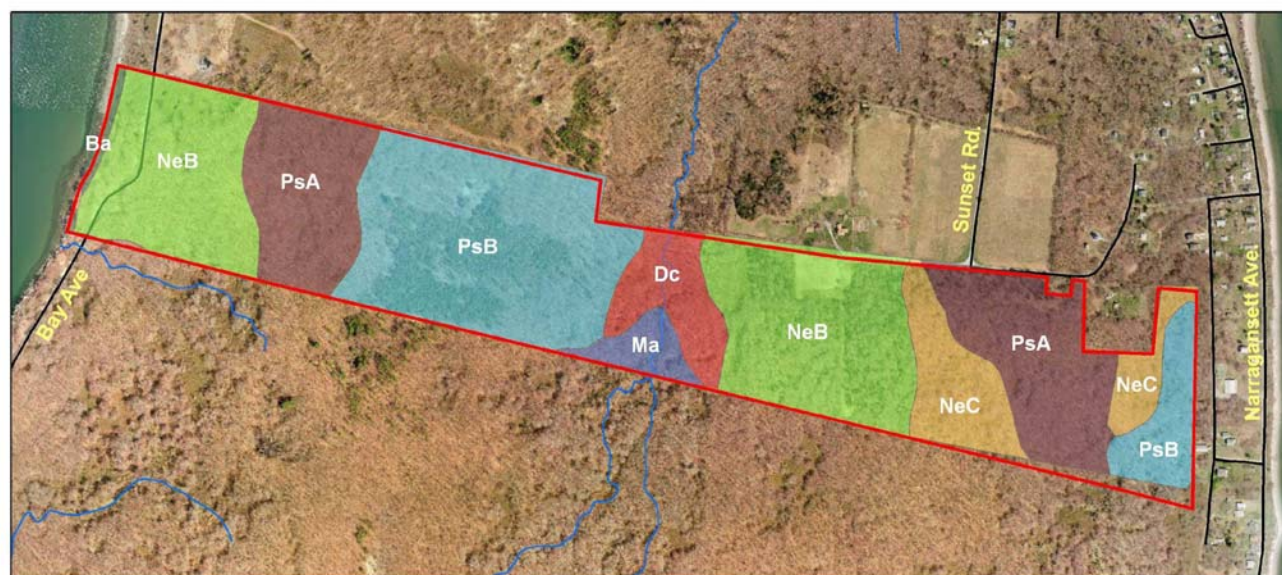 Ba
NeB
PsA
PsB
Dc
Ma
NeB
NeC
PsA
NeC
PsB
Bay Ave
Sunset Rd.
Narragansett Ave.